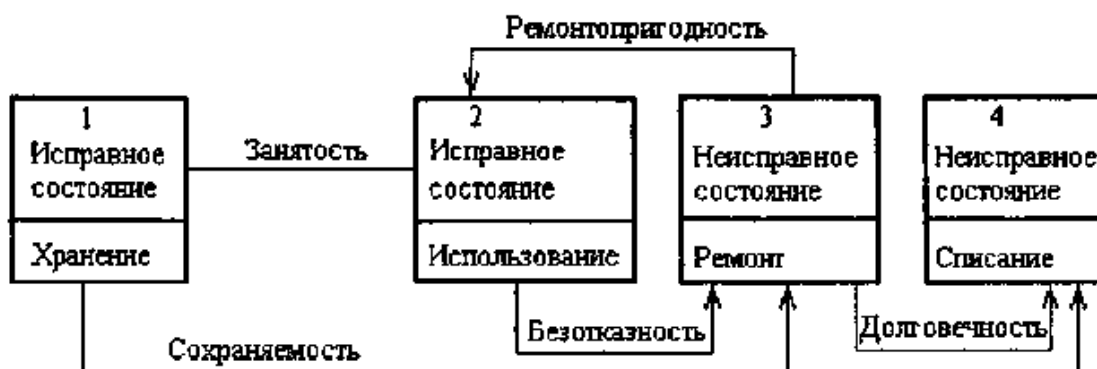 Ремонтопригодность
1
Исправное
состояние
Хранение
Занятость
2
Исправное
состояние
Использование
3
Неисправное
состояние
Ремонт
4
Неисправное
состояние
Списание
Безотказность
Долговечность
Сохраняемость